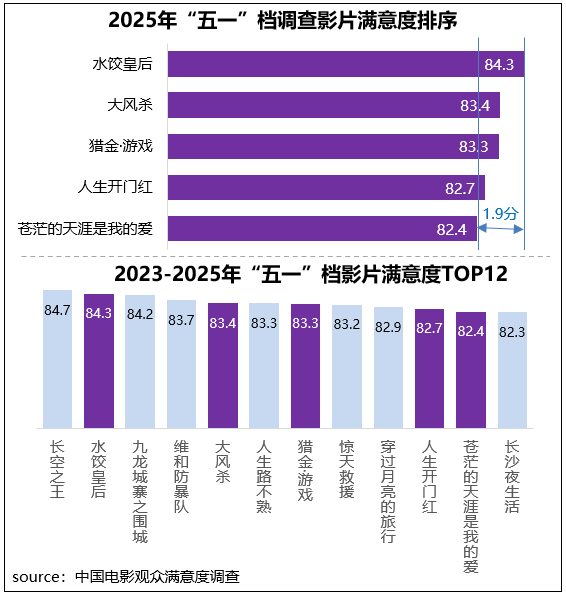 2025年“五一”档调查影片满意度排序
水饺皇后 84.3
大风杀 83.4
猎金·游戏 83.3
人生开门红 82.7
1.9分
苍茫的天涯是我的爱 82.4
2023-2025年“五一”档影片满意度TOP12
84.7 84.3 84.2 83.7 83.4 83.3 83.3 83.2 82.9 82.7 82.4 82.3
长空之王
水饺皇后
九龙城寨之围城
维和防暴队
大风杀
人生路不熟
猎金游戏
惊天救援
穿过月亮的旅行
人生开门红
苍茫的天涯是我的爱
长沙夜生活
source：中国电影观众满意度调查